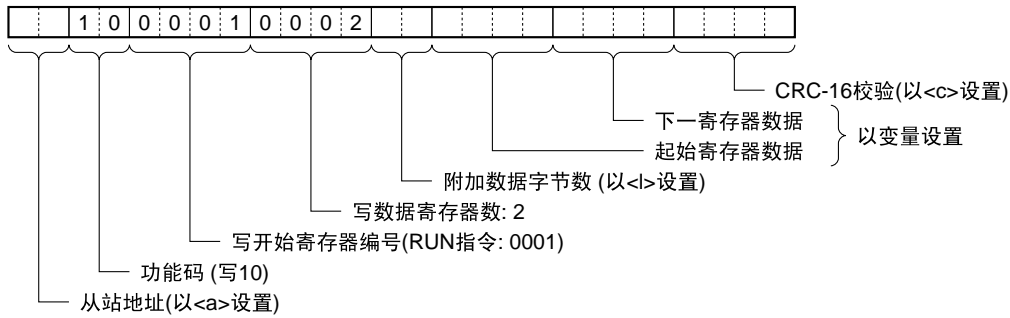 1 0 0 0 0 1 0 0 0 2
CRC-16校验(以<c>设置)
下一寄存器数据
以变量设置
起始寄存器数据
附加数据字节数 (以<l>设置)
写数据寄存器数: 2
写开始寄存器编号(RUN指令: 0001)
功能码 (写10)
从站地址(以<a>设置)